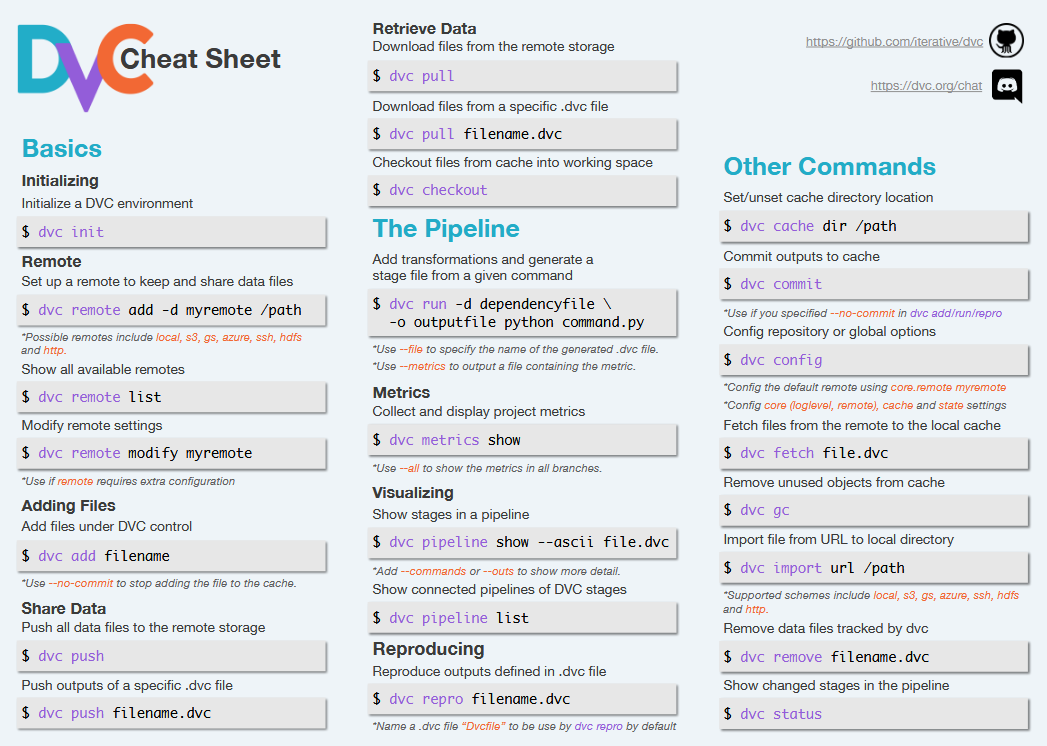 DVC Cheat Sheet
Basics
Initializing
Initialize a DVC environment
$ dvc init
Remote
Set up a remote to keep and share data files
$ dvc remote add -d myremote /path
*Possible remotes include local, s3, gs, azure, ssh, hdfs
and http.
Show all available remotes
$ dvc remote list
Modify remote settings
$ dvc remote modify myremote
*Use if remote requires extra configuration
Adding Files
Add files under DVC control
$ dvc add filename
*Use --no-commit to stop adding the file to the cache.
Share Data
Push all data files to the remote storage
$ dvc push
Push outputs of a specific .dvc file
$ dvc push filename.dvc
Retrieve Data
Download files from the remote storage
$ dvc pull
Download files from a specific .dvc file
$ dvc pull filename.dvc
Checkout files from cache into working space
$ dvc checkout
The Pipeline
Add transformations and generate a
stage file from a given command
$ dvc run -d dependencyfile \
-o outputfile python command.py
*Use --file to specify the name of the generated .dvc file.
*Use --metrics to output a file containing the metric.
Metrics
Collect and display project metrics
$ dvc metrics show
*Use --all to show the metrics in all branches.
Visualizing
Show stages in a pipeline
$ dvc pipeline show --ascii file.dvc
*Add --commands or --outs to show more detail.
Show connected pipelines of DVC stages
$ dvc pipeline list
Reproducing
Reproduce outputs defined in .dvc file
$ dvc repro filename.dvc
*Name a .dvc file “Dvcfile” to be use by dvc repro by default
https://github.com/iterative/dvc
https://dvc.org/chat
Other Commands
Set/unset cache directory location
$ dvc cache dir /path
Commit outputs to cache
$ dvc commit
*Use if you specified --no-commit in dvc add/run/repro
Config repository or global options
$ dvc config
*Config the default remote using core.remote myremote
*Config core (loglevel, remote), cache and state settings
Fetch files from the remote to the local cache
$ dvc fetch file.dvc
Remove unused objects from cache
$ dvc gc
Import file from URL to local directory
$ dvc import url /path
*Supported schemes include local, s3, gs, azure, ssh, hdfs
and http.
Remove data files tracked by dvc
$ dvc remove filename.dvc
Show changed stages in the pipeline
$ dvc status